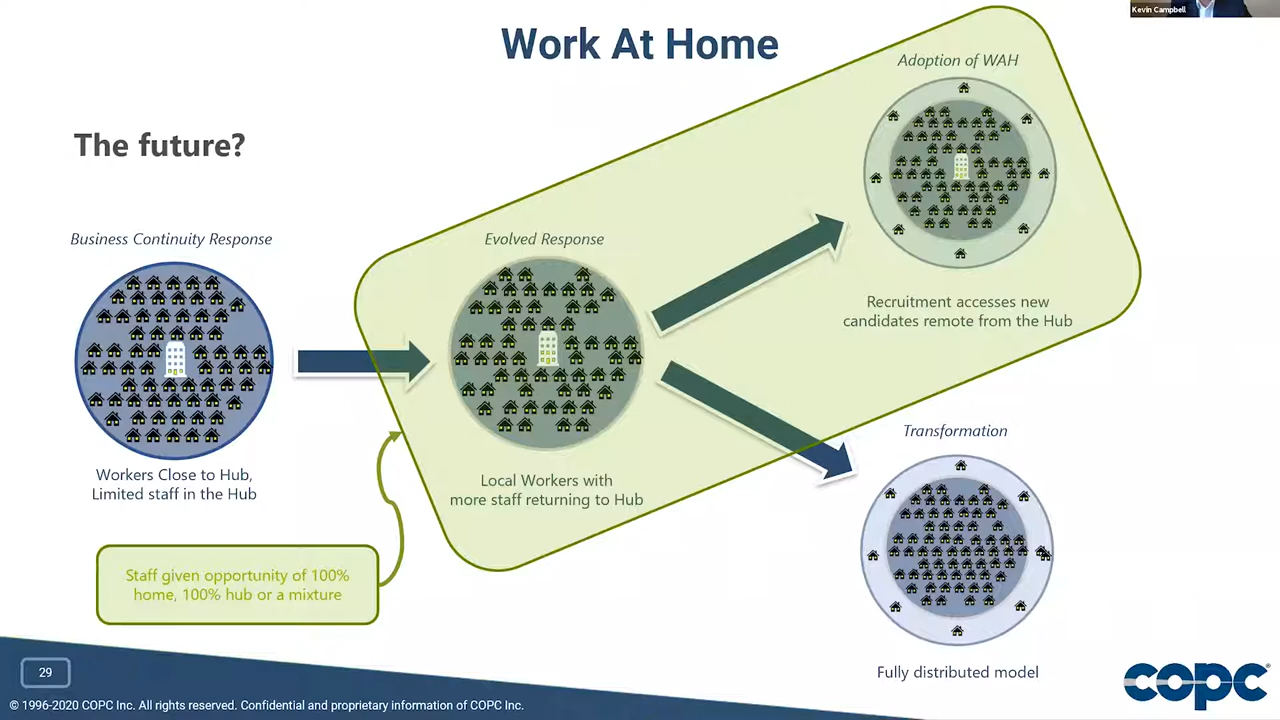 Kevin Campbell
Work At Home
Adoption of WAH
The future?
Business Continuity Response
Evolved Response
Recruitment accesses new
candidates remote from the Hub
Transformation
Workers Close to Hub,
Limited staff in the Hub
Local Workers with
more staff returning to Hub
Staff given opportunity of 100%
home, 100% hub or a mixture
Fully distributed model
29
copc®
© 1996-2020 COPC Inc. All rights reserved. Confidential and proprietary information of COPC Inc.